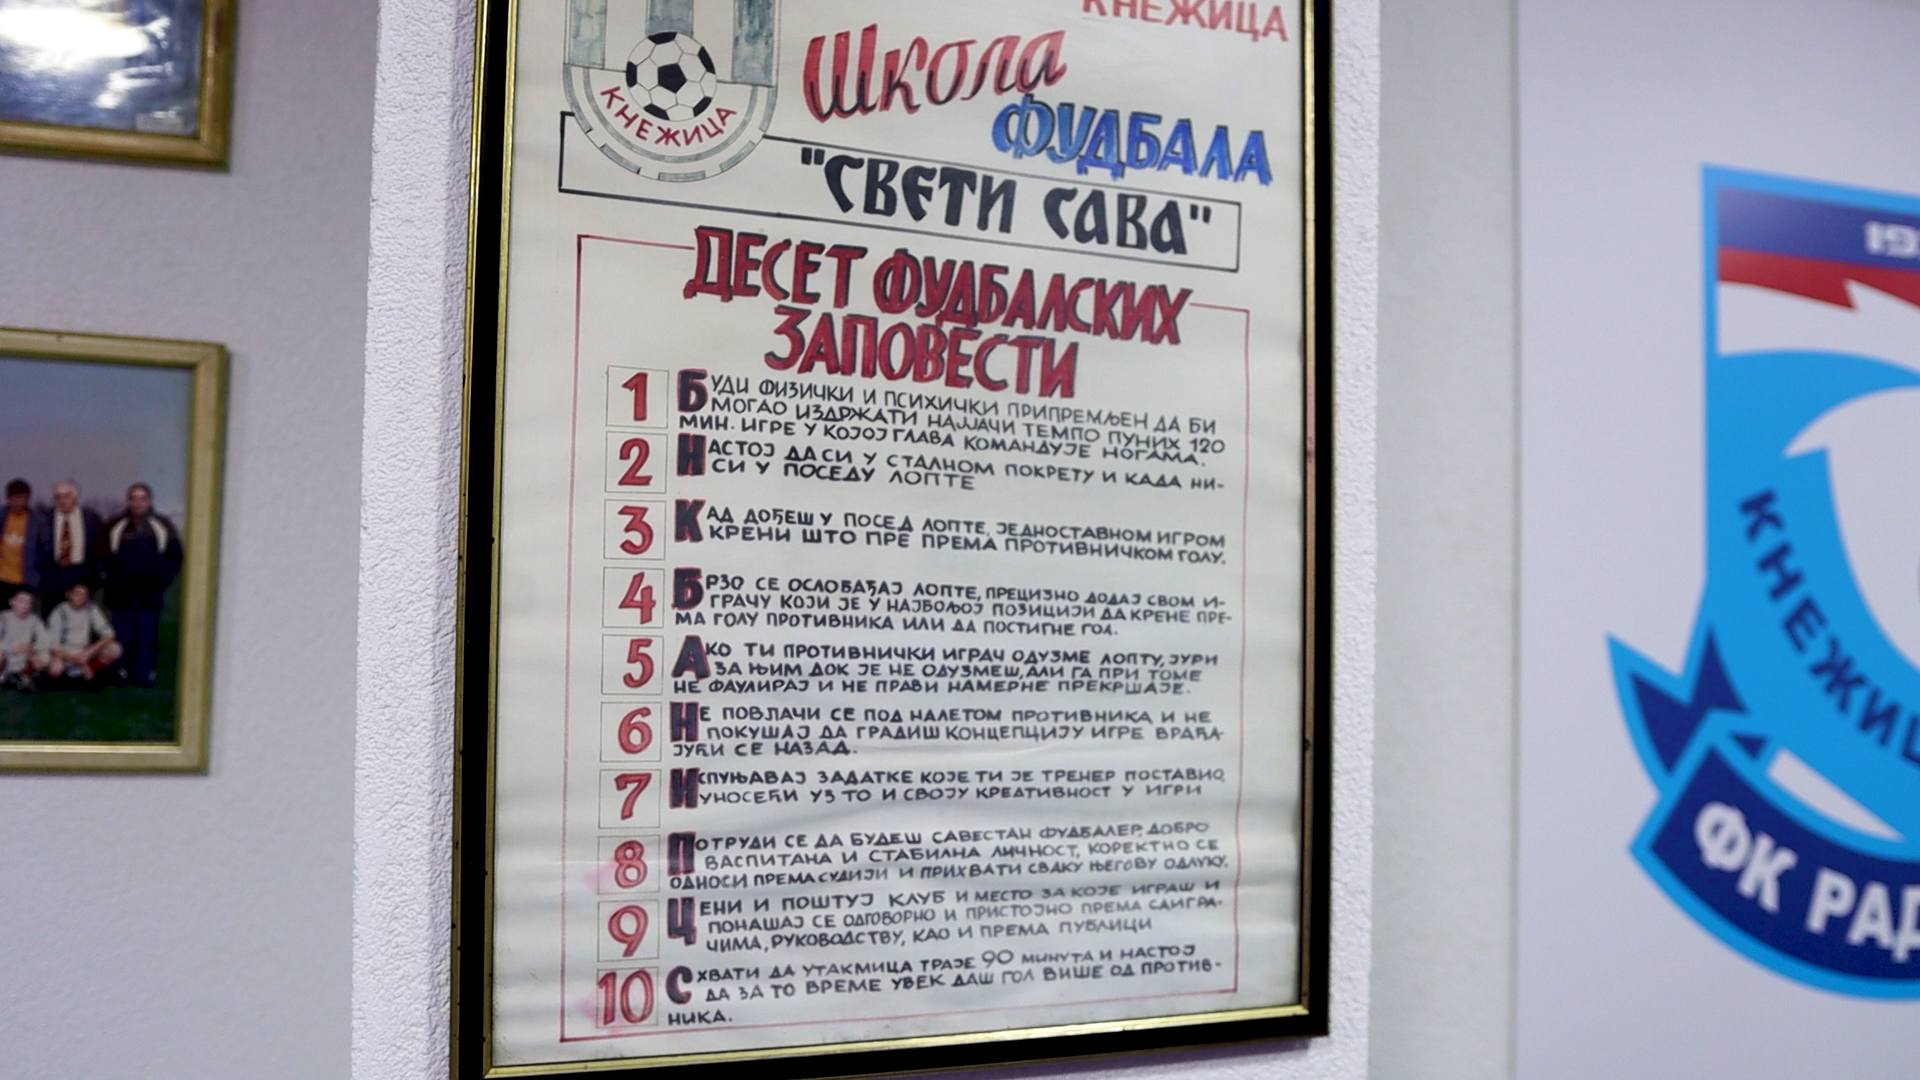 КНЕЖИЦА
КНЕЖИЦА
Школа
ФУДБАЛА
"СВЕТИ САВА"
ДЕСЕТ ФУДБАЛСКИХ
ЗАПОВЕСТИ
1 БУДИ ФИЗИЧКИ И ПСИХИЧКИ ПРИПРЕМЉЕН ДА БИ
МОГАО ИЗДРЖАТИ НАЈЈАЧИ ТЕМПО ПУНИХ 120
МИН. ИГРЕ У КОЈОЈ ГЛАВА КОМАНДУЈЕ НОГАМА.
2 НАСТОЈ ДА СИ У СТАЛНОМ ПОКРЕТУ И КАДА НИ-
СИ У ПОСЕДУ ЛОПТЕ
3 КАД ДОЂЕШ У ПОСЕД ЛОПТЕ, ЈЕДНОСТАВНОМ ИГРОМ
КРЕНИ ШТО ПРЕ ПРЕМА ПРОТИВНИЧКОМ ГОЛУ.
4 БРЗО СЕ ОСЛОБАЂАЈ ЛОПТЕ, ПРЕЦИЗНО ДОДАЈ СВОМ И-
ГРАЧУ КОЈИ ЈЕ У НАЈБОЉОЈ ПОЗИЦИЈИ ДА КРЕНЕ ПРЕ-
МА ГОЛУ ПРОТИВНИКА ИЛИ ДА ПОСТИГНЕ ГОЛ.
5 АКО ТИ ПРОТИВНИЧКИ ИГРАЧ ОДУЗМЕ ЛОПТУ, ЈУРИ
ЗА ЊИМ ДОК ЈЕ НЕ ОДУЗМЕШ, АЛИ ГА ПРИ ТОМЕ
НЕ ФАУЛИРАЈ И НЕ ПРАВИ НАМЕРНЕ ПРЕКРШАЈЕ.
6 НЕ ПОВЛАЧИ СЕ ПОД НАЛЕТОМ ПРОТИВНИКА И НЕ
ПОКУШАЈ ДА ГРАДИШ КОНЦЕПЦИЈУ ИГРЕ ВРАЋА-
ЈУЋИ СЕ НАЗАД.
7 ИСПУЊАВАЈ ЗАДАТКЕ КОЈЕ ТИ ЈЕ ТРЕНЕР ПОСТАВИО,
УНОСЕЋИ УЗ ТО И СВОЈУ КРЕАТИВНОСТ У ИГРИ
8 ПОТРУДИ СЕ ДА БУДЕШ САВЕСТАН ФУДБАЛЕР, ДОБРО
ВАСПИТАНА И СТАБИЛНА ЛИЧНОСТ, КОРЕКТНО СЕ
ОДНОСИ ПРЕМА СУДИЈИ И ПРИХВАТИ СВАКУ ЊЕГОВУ ОДЛУКУ.
9 ЦЕНИ И ПОШТУЈ КЛУБ И МЕСТО ЗА КОЈЕ ИГРАШ И
ПОНАШАЈ СЕ ОДГОВОРНО И ПРИСТОЈНО ПРЕМА САИГРА-
ЧИМА, РУКОВОДСТВУ, КАО И ПРЕМА ПУБЛИЦИ
10 СХВАТИ ДА УТАКМИЦА ТРАЈЕ 90 МИНУТА И НАСТОЈ
ДА ЗА ТО ВРЕМЕ УВЕК ДАШ ГОЛ ВИШЕ ОД ПРОТИВ-
НИКА.
19
КНЕЖИЦ
ФК РАД